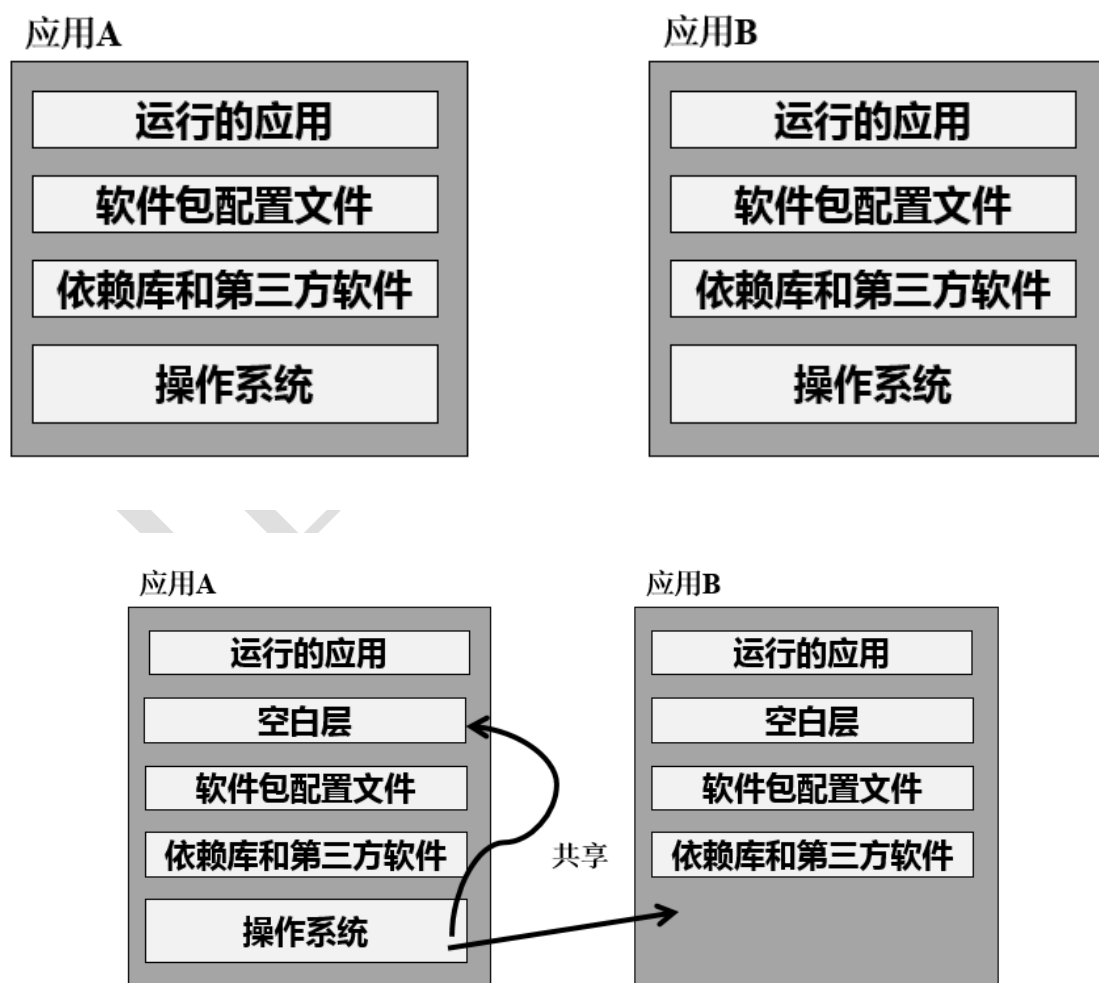 应用A
应用B
运行的应用
运行的应用
软件包配置文件
软件包配置文件
依赖库和第三方软件
依赖库和第三方软件
操作系统
操作系统
应用A
应用B
运行的应用
运行的应用
空白层
空白层
软件包配置文件
软件包配置文件
依赖库和第三方软件
共享
依赖库和第三方软件
操作系统